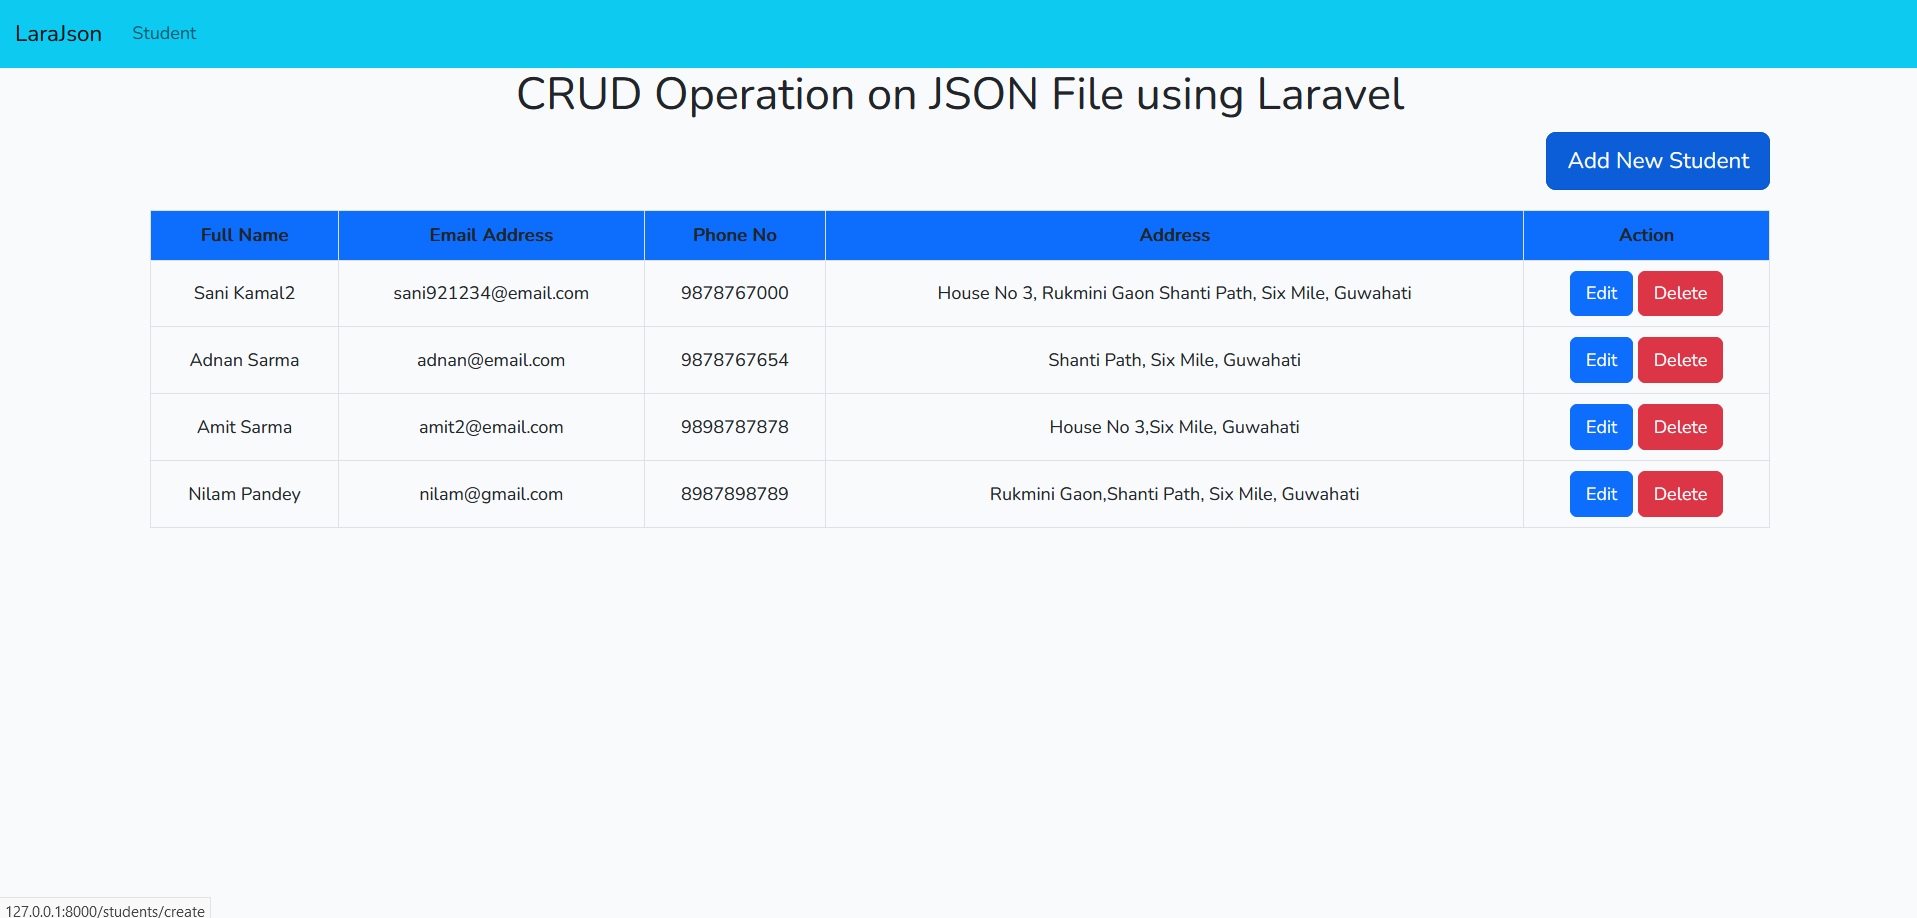 LaraJson Student
CRUD Operation on JSON File using Laravel
Add New Student
Full Name Email Address Phone No Address Action
Sani Kamal2 sani921234@email.com 9878767000 House No 3, Rukmini Gaon Shanti Path, Six Mile, Guwahati Edit Delete
Adnan Sarma adnan@email.com 9878767654 Shanti Path, Six Mile, Guwahati Edit Delete
Amit Sarma amit2@email.com 9898787878 House No 3,Six Mile, Guwahati Edit Delete
Nilam Pandey nilam@gmail.com 8987898789 Rukmini Gaon,Shanti Path, Six Mile, Guwahati Edit Delete
127.0.0.1:8000/students/create